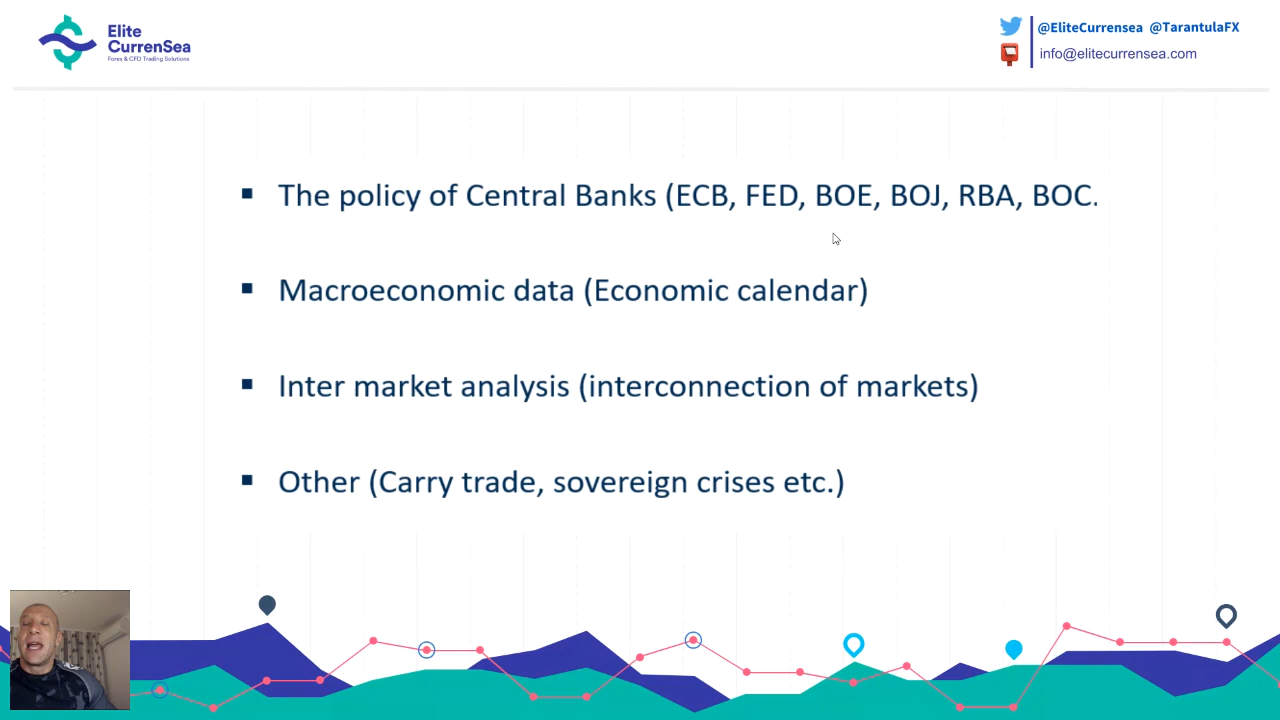 Elite
CurrenSea
Forex & CFD Trading Solutions
@EliteCurrensea @TarantulaFX
info@elitecurrensea.com
▪ The policy of Central Banks (ECB, FED, BOE, BOJ, RBA, BOC.
▪ Macroeconomic data (Economic calendar)
▪ Inter market analysis (interconnection of markets)
▪ Other (Carry trade, sovereign crises etc.)